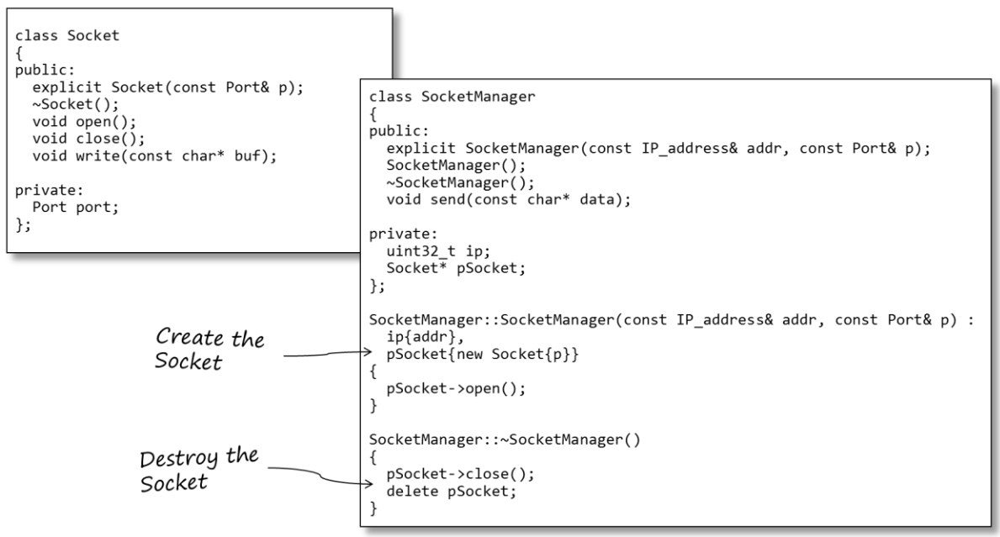 class Socket
{
public:
  explicit Socket(const Port& p);
  ~Socket();
  void open();
  void close();
  void write(const char* buf);
private:
  Port port;
};
class SocketManager
{
public:
  explicit SocketManager(const IP_address& addr, const Port& p);
  SocketManager();
  ~SocketManager();
  void send(const char* data);
private:
  uint32_t ip;
  Socket* pSocket;
};
SocketManager::SocketManager(const IP_address& addr, const Port& p) :
  ip{addr},
  pSocket{new Socket{p}}
{
  pSocket->open();
}
SocketManager::~SocketManager()
{
  pSocket->close();
  delete pSocket;
}
Create the
Socket
Destroy the
Socket